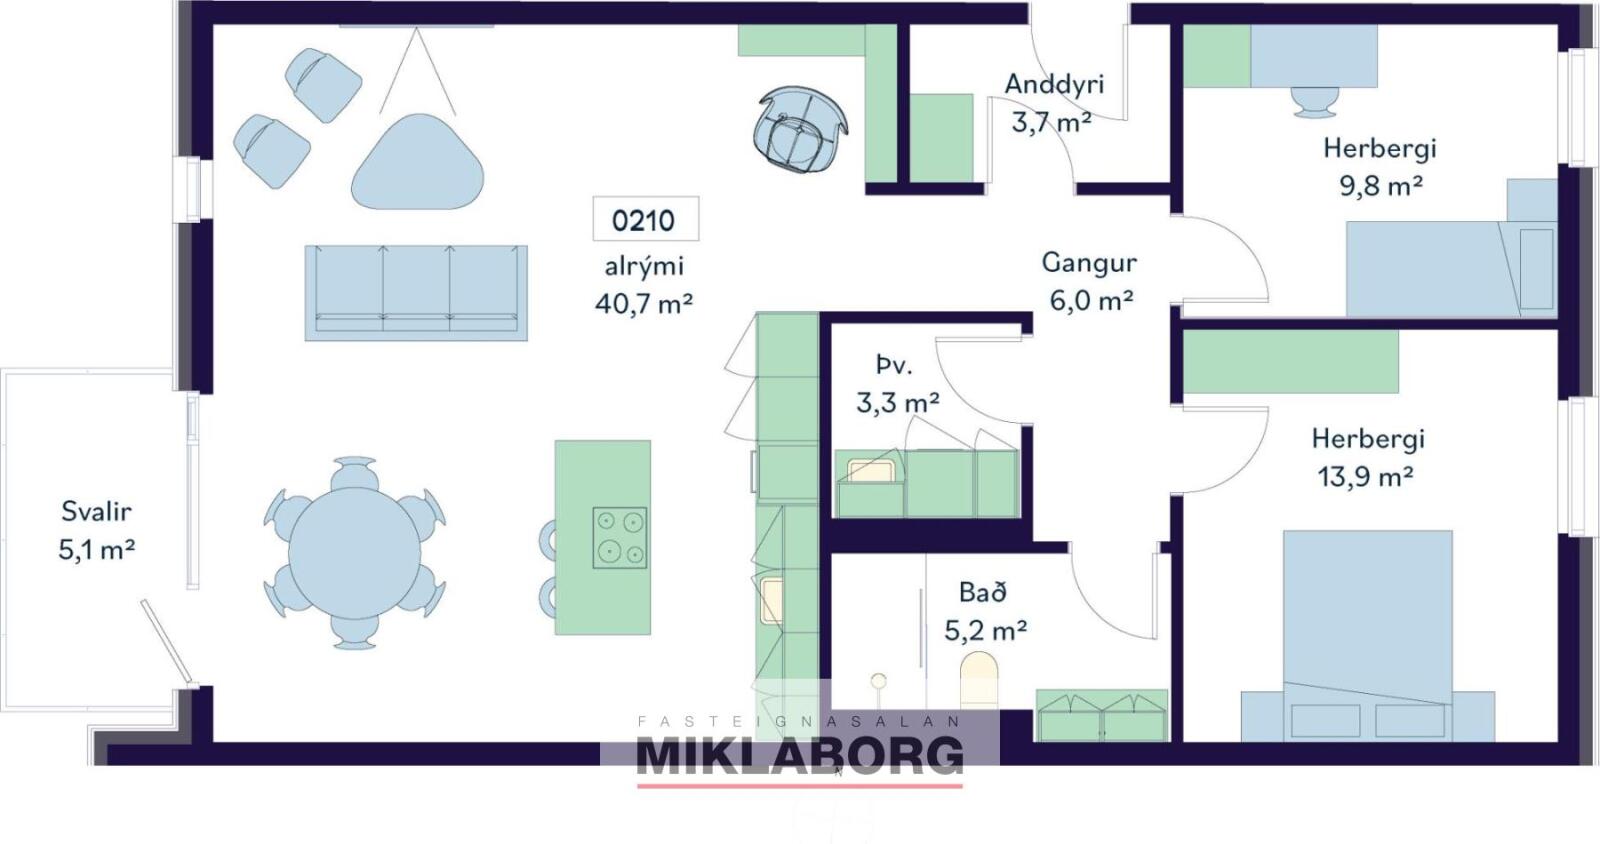 Anddyri
3,7 m²
Herbergi
9,8 m²
0210
alrými
40,7 m²
Gangur
6,0 m²
Þv.
3,3 m²
Herbergi
13,9 m²
Svalir
5,1 m²
Bað
5,2 m²
FASTEIGNASALAN
MIKLABORG
N